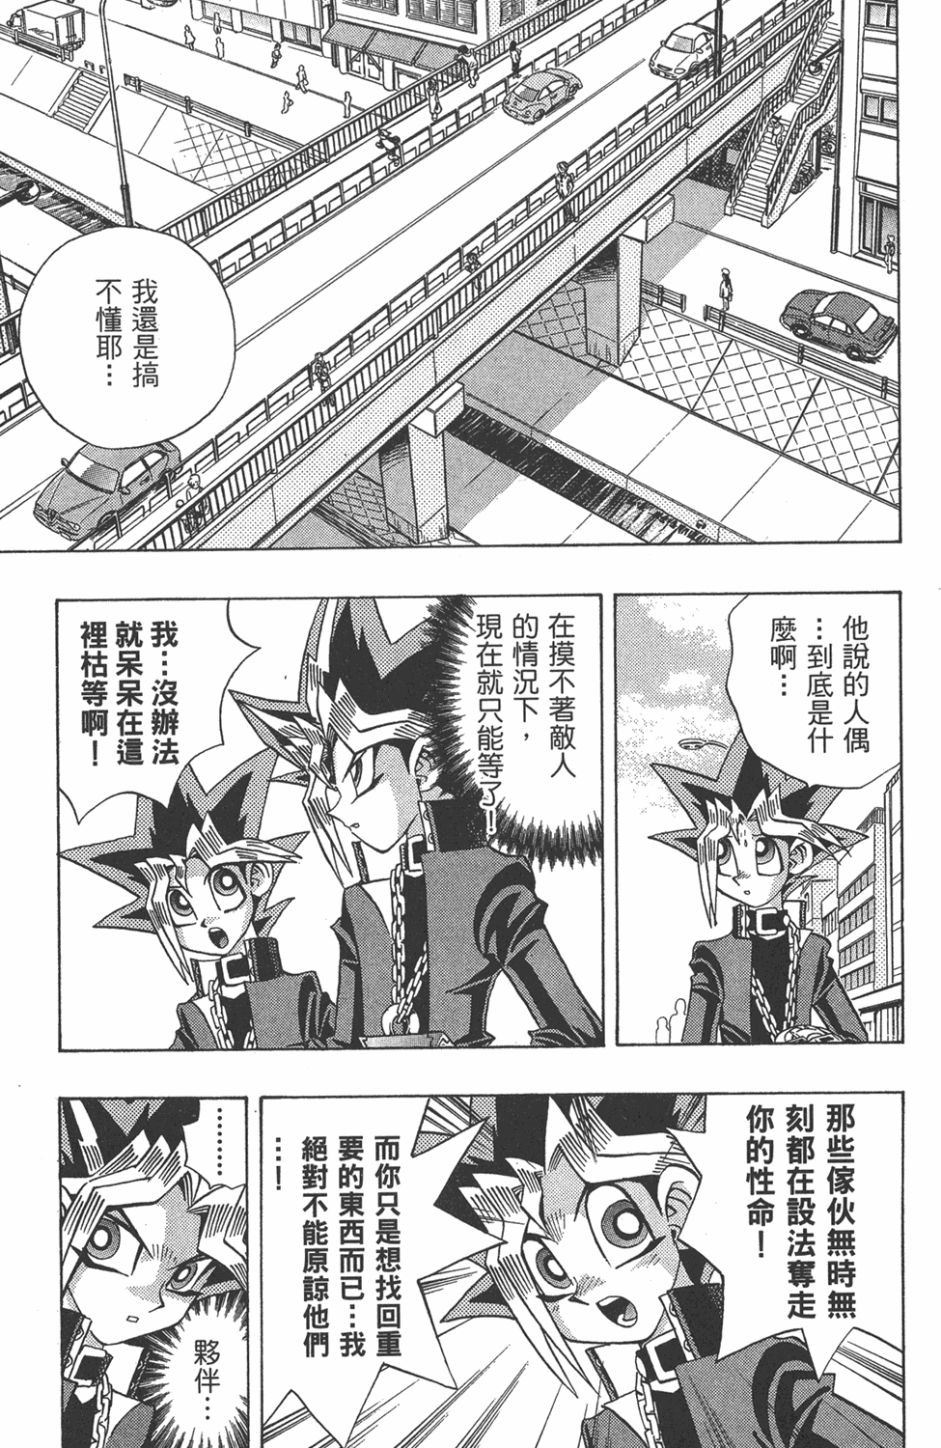 我還是搞
不懂耶…
他說的人偶
…到底是什
麼啊…
在摸不著敵人
的情況下，
現在就只能等了！
我…沒辦法
就呆呆在這
裡枯等啊！
那些傢伙無時無
刻都在設法奪走
你的性命！
而你只是想找回重
要的東西而已…我
絕對不能原諒他們
…！
………
夥伴…